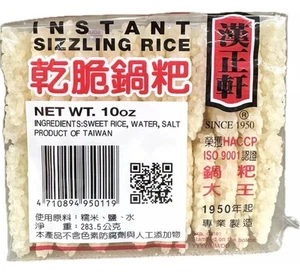 INSTANT
SIZZLING RICE
乾脆鍋粑
NET WT. 10oz
INGREDIENTS:SWEET RICE, WATER, SALT
PRODUCT OF TAIWAN
4 710894 950119
使用原料：糯米、鹽、水
淨　重：283.5公克
本產品不含色素防腐劑與人工添加物
漢正軒
®
SINCE 1950
榮獲HACCP
ISO 9001認證
鍋粑
大王
1950年起
專業製造